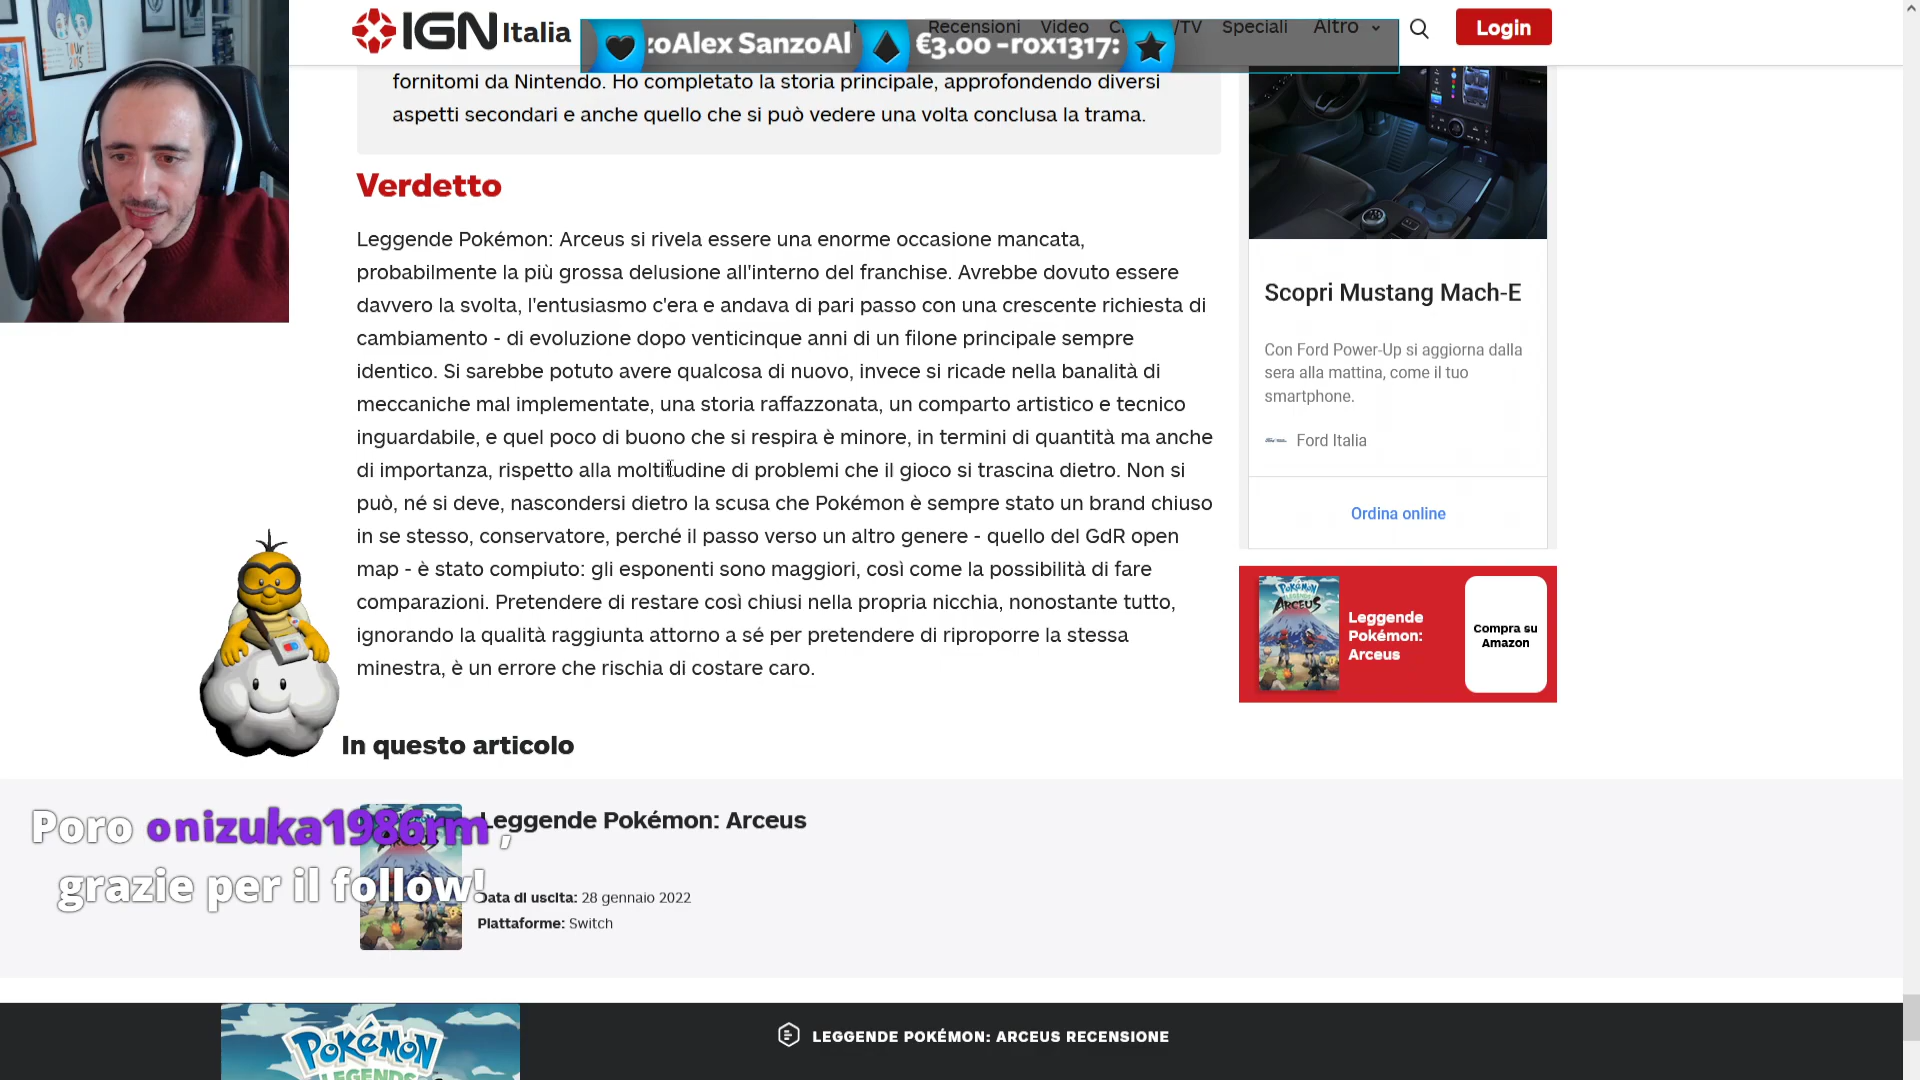 IGN Italia
Recensioni Video /TV Speciali Altro
Login
zoAlex SanzoAl €3.00 -rox1317:
fornitomi da Nintendo. Ho completato la storia principale, approfondendo diversi
aspetti secondari e anche quello che si può vedere una volta conclusa la trama.
Verdetto
Leggende Pokémon: Arceus si rivela essere una enorme occasione mancata,
probabilmente la più grossa delusione all'interno del franchise. Avrebbe dovuto essere
davvero la svolta, l'entusiasmo c'era e andava di pari passo con una crescente richiesta di
cambiamento - di evoluzione dopo venticinque anni di un filone principale sempre
identico. Si sarebbe potuto avere qualcosa di nuovo, invece si ricade nella banalità di
meccaniche mal implementate, una storia raffazzonata, un comparto artistico e tecnico
inguardabile, e quel poco di buono che si respira è minore, in termini di quantità ma anche
di importanza, rispetto alla moltitudine di problemi che il gioco si trascina dietro. Non si
può, né si deve, nascondersi dietro la scusa che Pokémon è sempre stato un brand chiuso
in se stesso, conservatore, perché il passo verso un altro genere - quello del GdR open
map - è stato compiuto: gli esponenti sono maggiori, così come la possibilità di fare
comparazioni. Pretendere di restare così chiusi nella propria nicchia, nonostante tutto,
ignorando la qualità raggiunta attorno a sé per pretendere di riproporre la stessa
minestra, è un errore che rischia di costare caro.
Scopri Mustang Mach-E
Con Ford Power-Up si aggiorna dalla
sera alla mattina, come il tuo
smartphone.
Ford Italia
Ordina online
POKÉMON
ARCEUS
Leggende
Pokémon:
Arceus
Compra su
Amazon
In questo articolo
Leggende Pokémon: Arceus
Data di uscita: 28 gennaio 2022
Piattaforme: Switch
Poro onizuka1986rm ,
grazie per il follow!
POKÉMON
LEGENDS
LEGGENDE POKÉMON: ARCEUS RECENSIONE